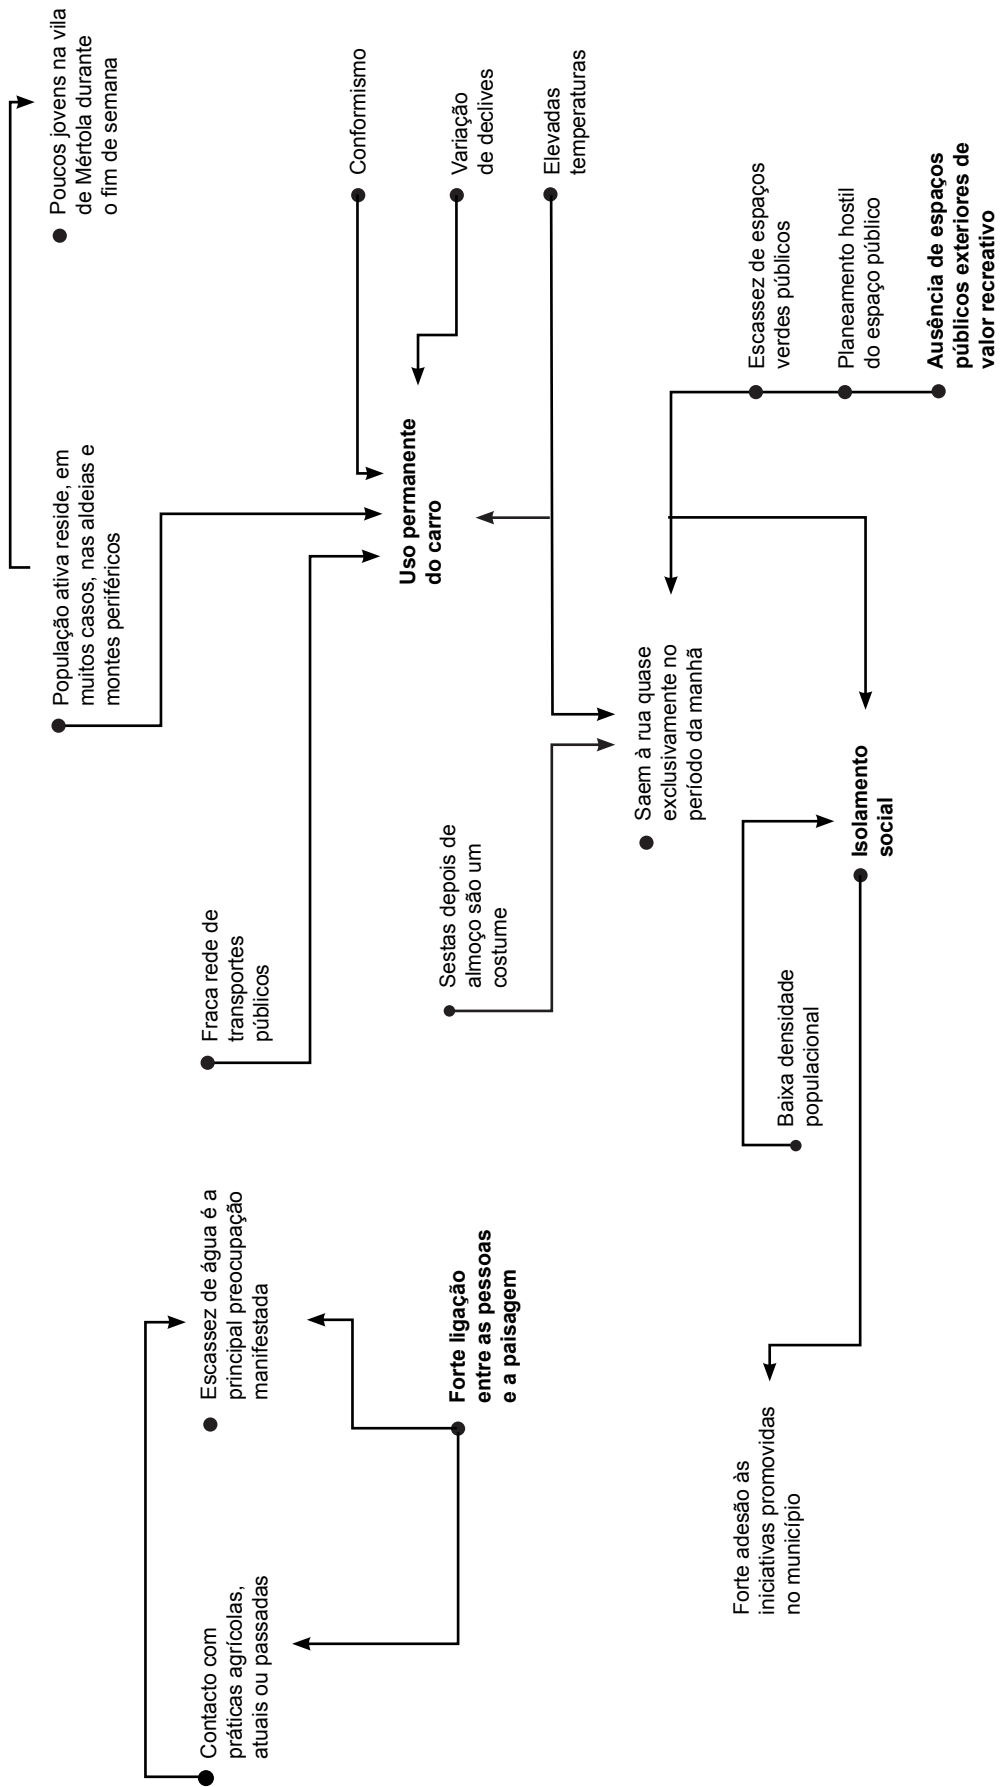 Contacto com
práticas agrícolas,
atuais ou passadas
Escassez de água é a
principal preocupação
manifestada
Forte ligação
entre as pessoas
e a paisagem
Fraca rede de
transportes
públicos
População ativa reside, em
muitos casos, nas aldeias e
montes periféricos
Poucos jovens na vila
de Mértola durante
o fim de semana
Conformismo
Variação
de declives
Elevadas
temperaturas
Uso permanente
do carro
Sestas depois de
almoço são um
costume
Saem à rua quase
exclusivamente no
período da manhã
Escassez de espaços
verdes públicos
Planeamento hostil
do espaço público
Ausência de espaços
públicos exteriores de
valor recreativo
Forte adesão às
iniciativas promovidas
no município
Baixa densidade
populacional
Isolamento
social